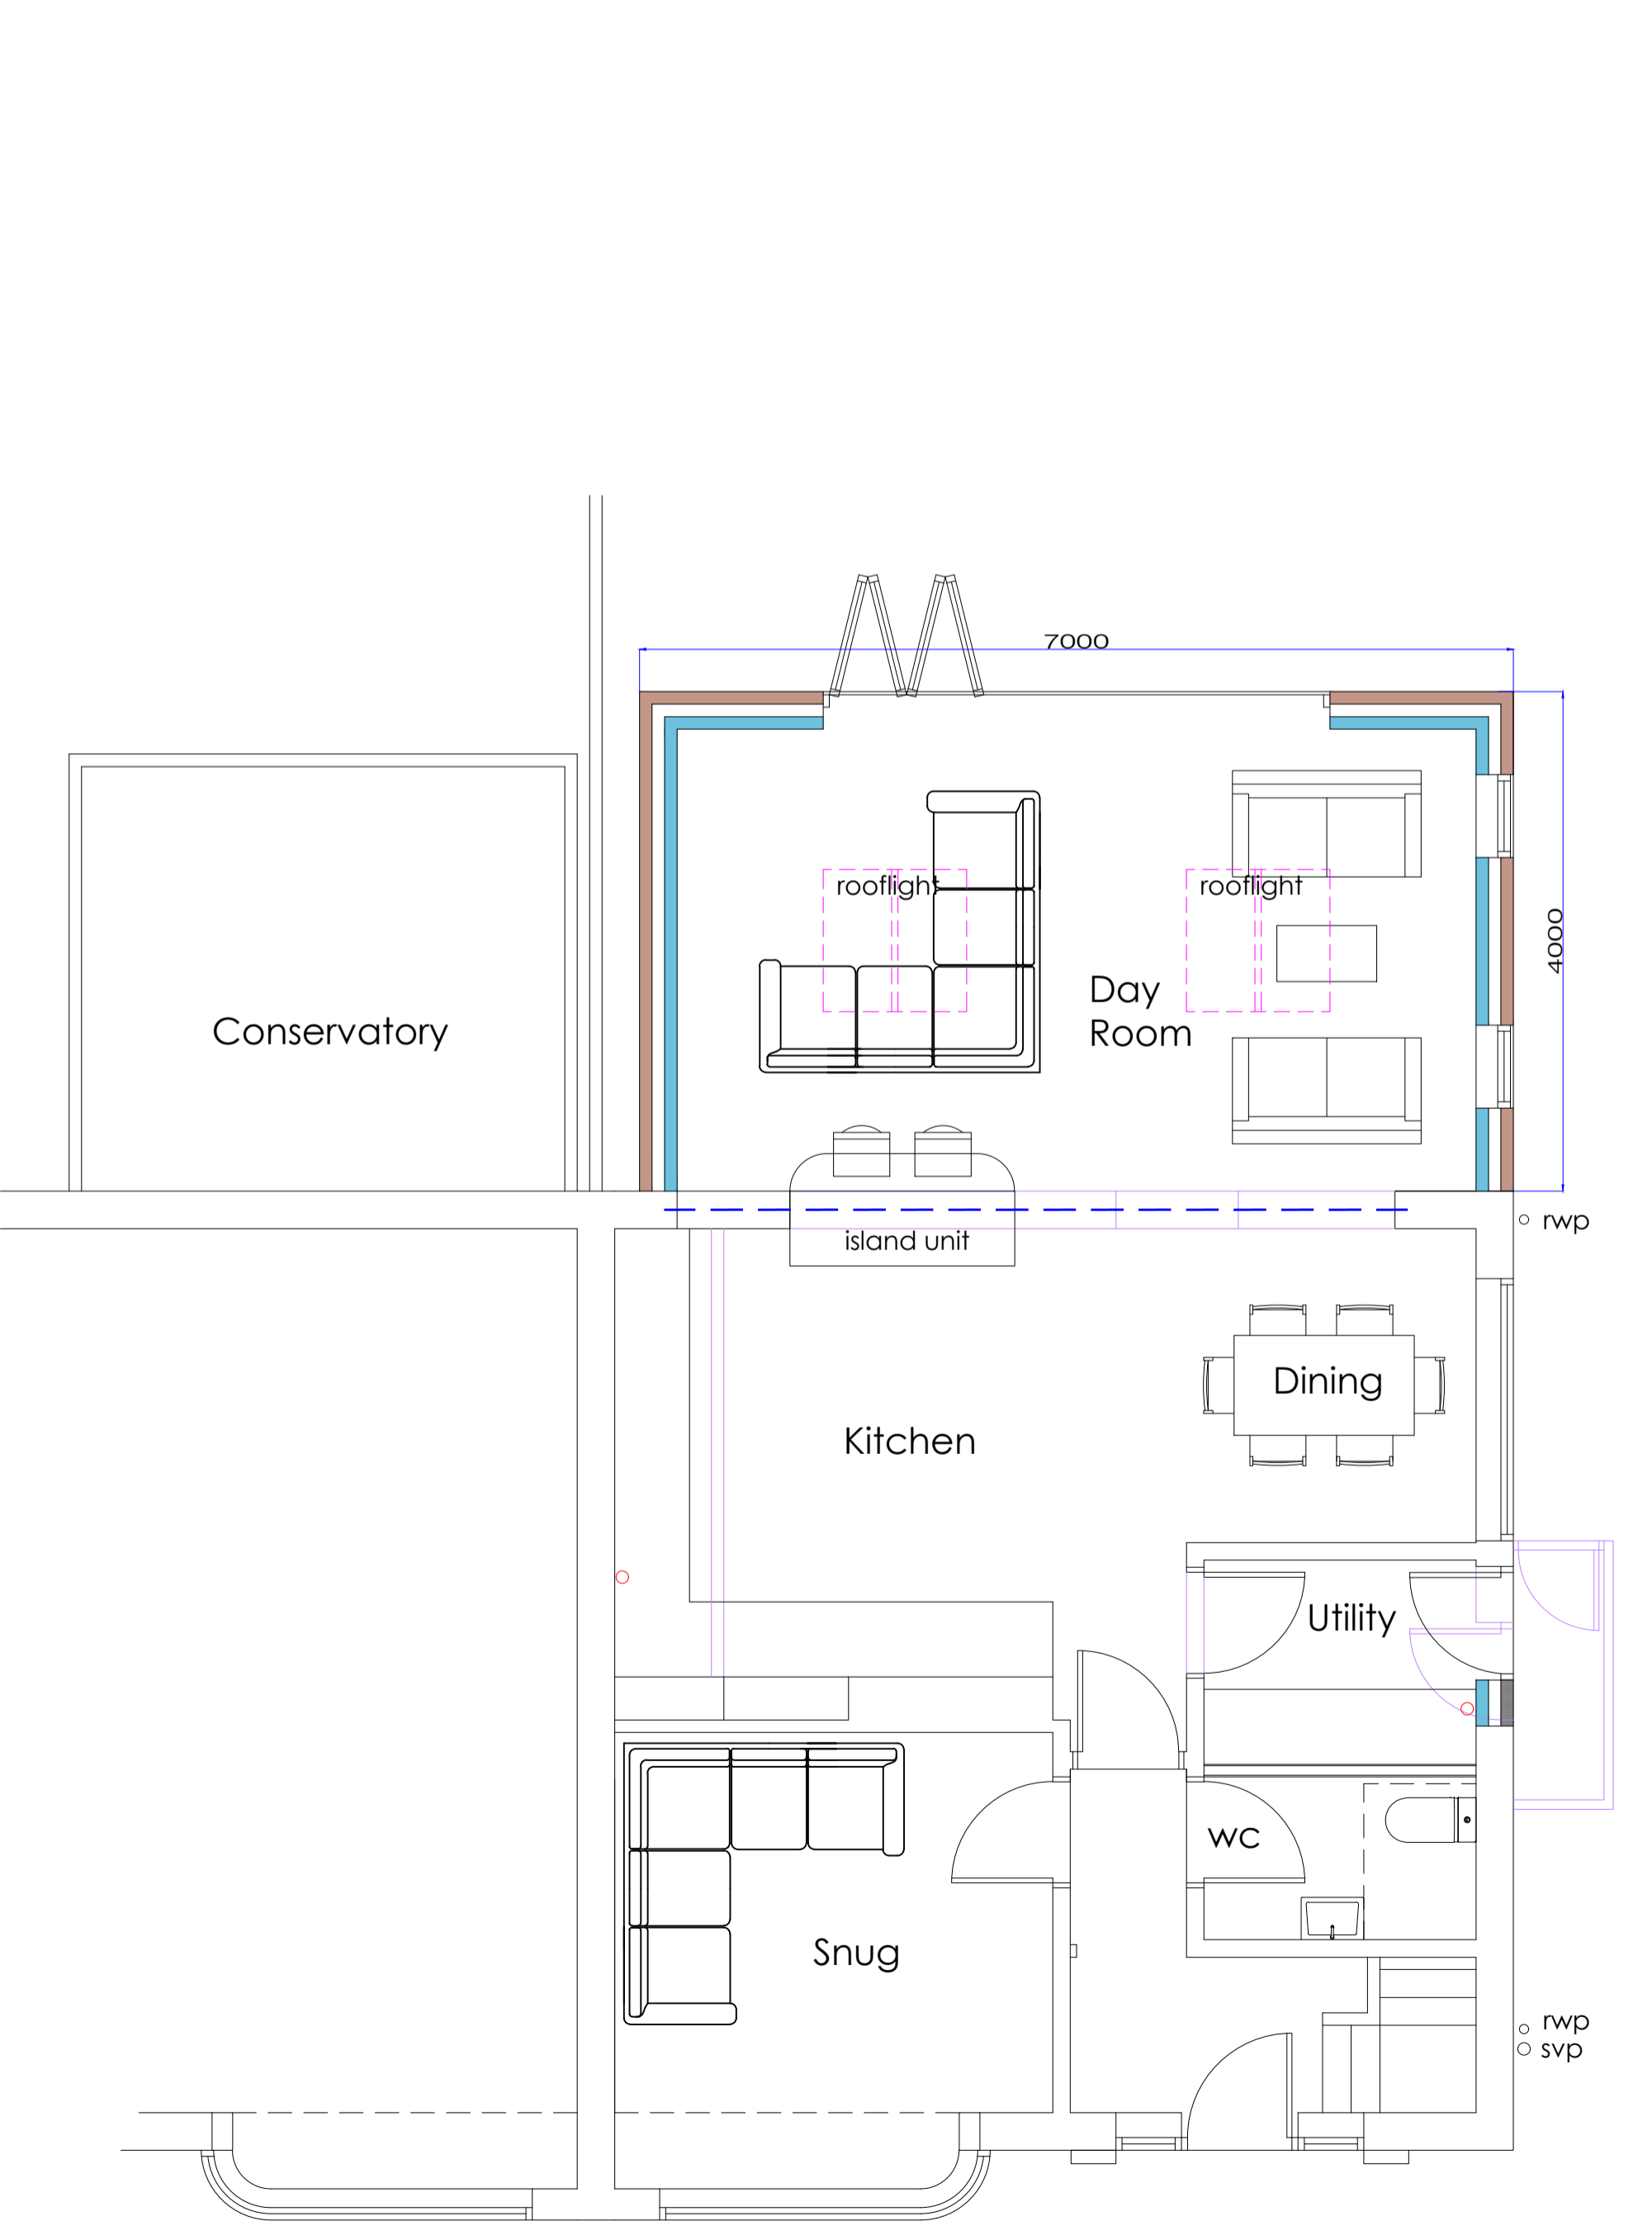 7000
rooflight
rooflight
4000
Day
Room
Conservatory
rwp
island unit
Dining
Kitchen
Utility
wc
Snug
rwp
svp